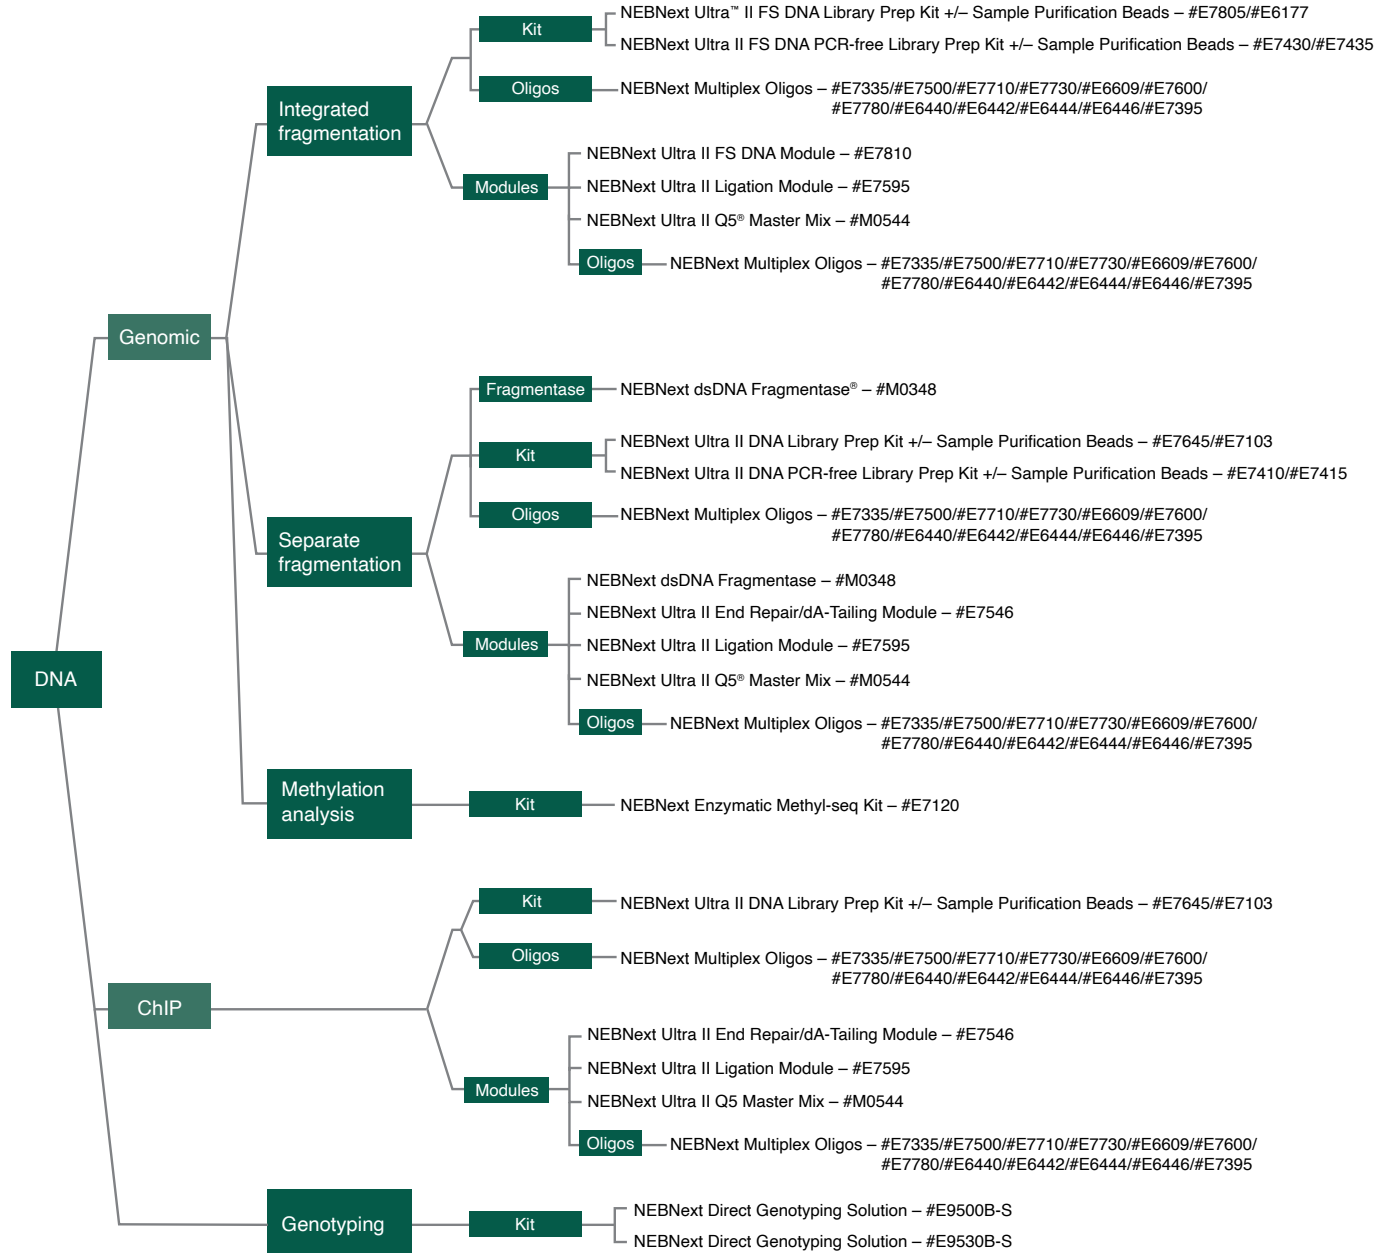 DNA
Genomic
Integrated
fragmentation
Kit
NEBNext Ultra™ II FS DNA Library Prep Kit +/– Sample Purification Beads – #E7805/#E6177
NEBNext Ultra II FS DNA PCR-free Library Prep Kit +/– Sample Purification Beads – #E7430/#E7435
Oligos
NEBNext Multiplex Oligos – #E7335/#E7500/#E7710/#E7730/#E6609/#E7600/
#E7780/#E6440/#E6442/#E6444/#E6446/#E7395
Modules
NEBNext Ultra II FS DNA Module – #E7810
NEBNext Ultra II Ligation Module – #E7595
NEBNext Ultra II Q5® Master Mix – #M0544
Oligos
NEBNext Multiplex Oligos – #E7335/#E7500/#E7710/#E7730/#E6609/#E7600/
#E7780/#E6440/#E6442/#E6444/#E6446/#E7395
Separate
fragmentation
Fragmentase
NEBNext dsDNA Fragmentase® – #M0348
Kit
NEBNext Ultra II DNA Library Prep Kit +/– Sample Purification Beads – #E7645/#E7103
NEBNext Ultra II DNA PCR-free Library Prep Kit +/– Sample Purification Beads – #E7410/#E7415
Oligos
NEBNext Multiplex Oligos – #E7335/#E7500/#E7710/#E7730/#E6609/#E7600/
#E7780/#E6440/#E6442/#E6444/#E6446/#E7395
Modules
NEBNext dsDNA Fragmentase – #M0348
NEBNext Ultra II End Repair/dA-Tailing Module – #E7546
NEBNext Ultra II Ligation Module – #E7595
NEBNext Ultra II Q5® Master Mix – #M0544
Oligos
NEBNext Multiplex Oligos – #E7335/#E7500/#E7710/#E7730/#E6609/#E7600/
#E7780/#E6440/#E6442/#E6444/#E6446/#E7395
Methylation
analysis
Kit
NEBNext Enzymatic Methyl-seq Kit – #E7120
ChIP
Kit
NEBNext Ultra II DNA Library Prep Kit +/– Sample Purification Beads – #E7645/#E7103
Oligos
NEBNext Multiplex Oligos – #E7335/#E7500/#E7710/#E7730/#E6609/#E7600/
#E7780/#E6440/#E6442/#E6444/#E6446/#E7395
Modules
NEBNext Ultra II End Repair/dA-Tailing Module – #E7546
NEBNext Ultra II Ligation Module – #E7595
NEBNext Ultra II Q5 Master Mix – #M0544
Oligos
NEBNext Multiplex Oligos – #E7335/#E7500/#E7710/#E7730/#E6609/#E7600/
#E7780/#E6440/#E6442/#E6444/#E6446/#E7395
Genotyping
Kit
NEBNext Direct Genotyping Solution – #E9500B-S
NEBNext Direct Genotyping Solution – #E9530B-S